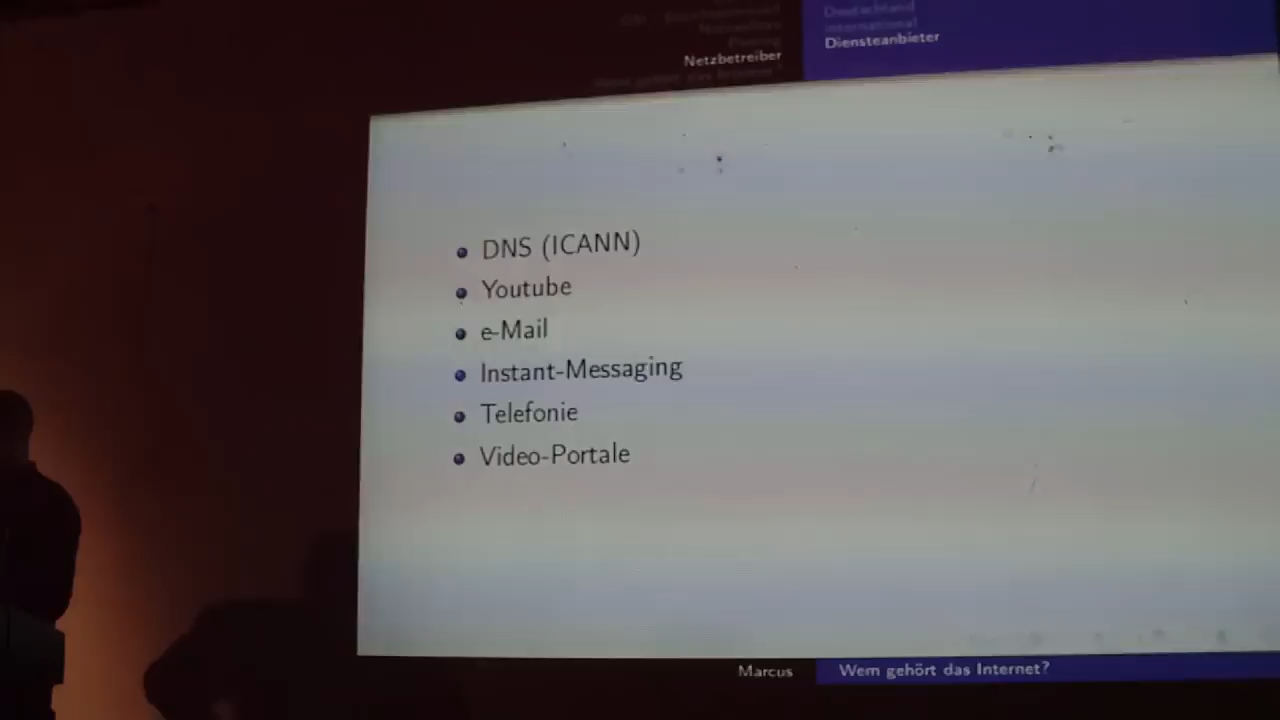 Netzbetreiber
Deutschland
International
Diensteanbieter
DNS (ICANN)
Youtube
e-Mail
Instant-Messaging
Telefonie
Video-Portale
Marcus
Wem gehört das Internet?